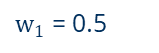 w₁ = 0.5